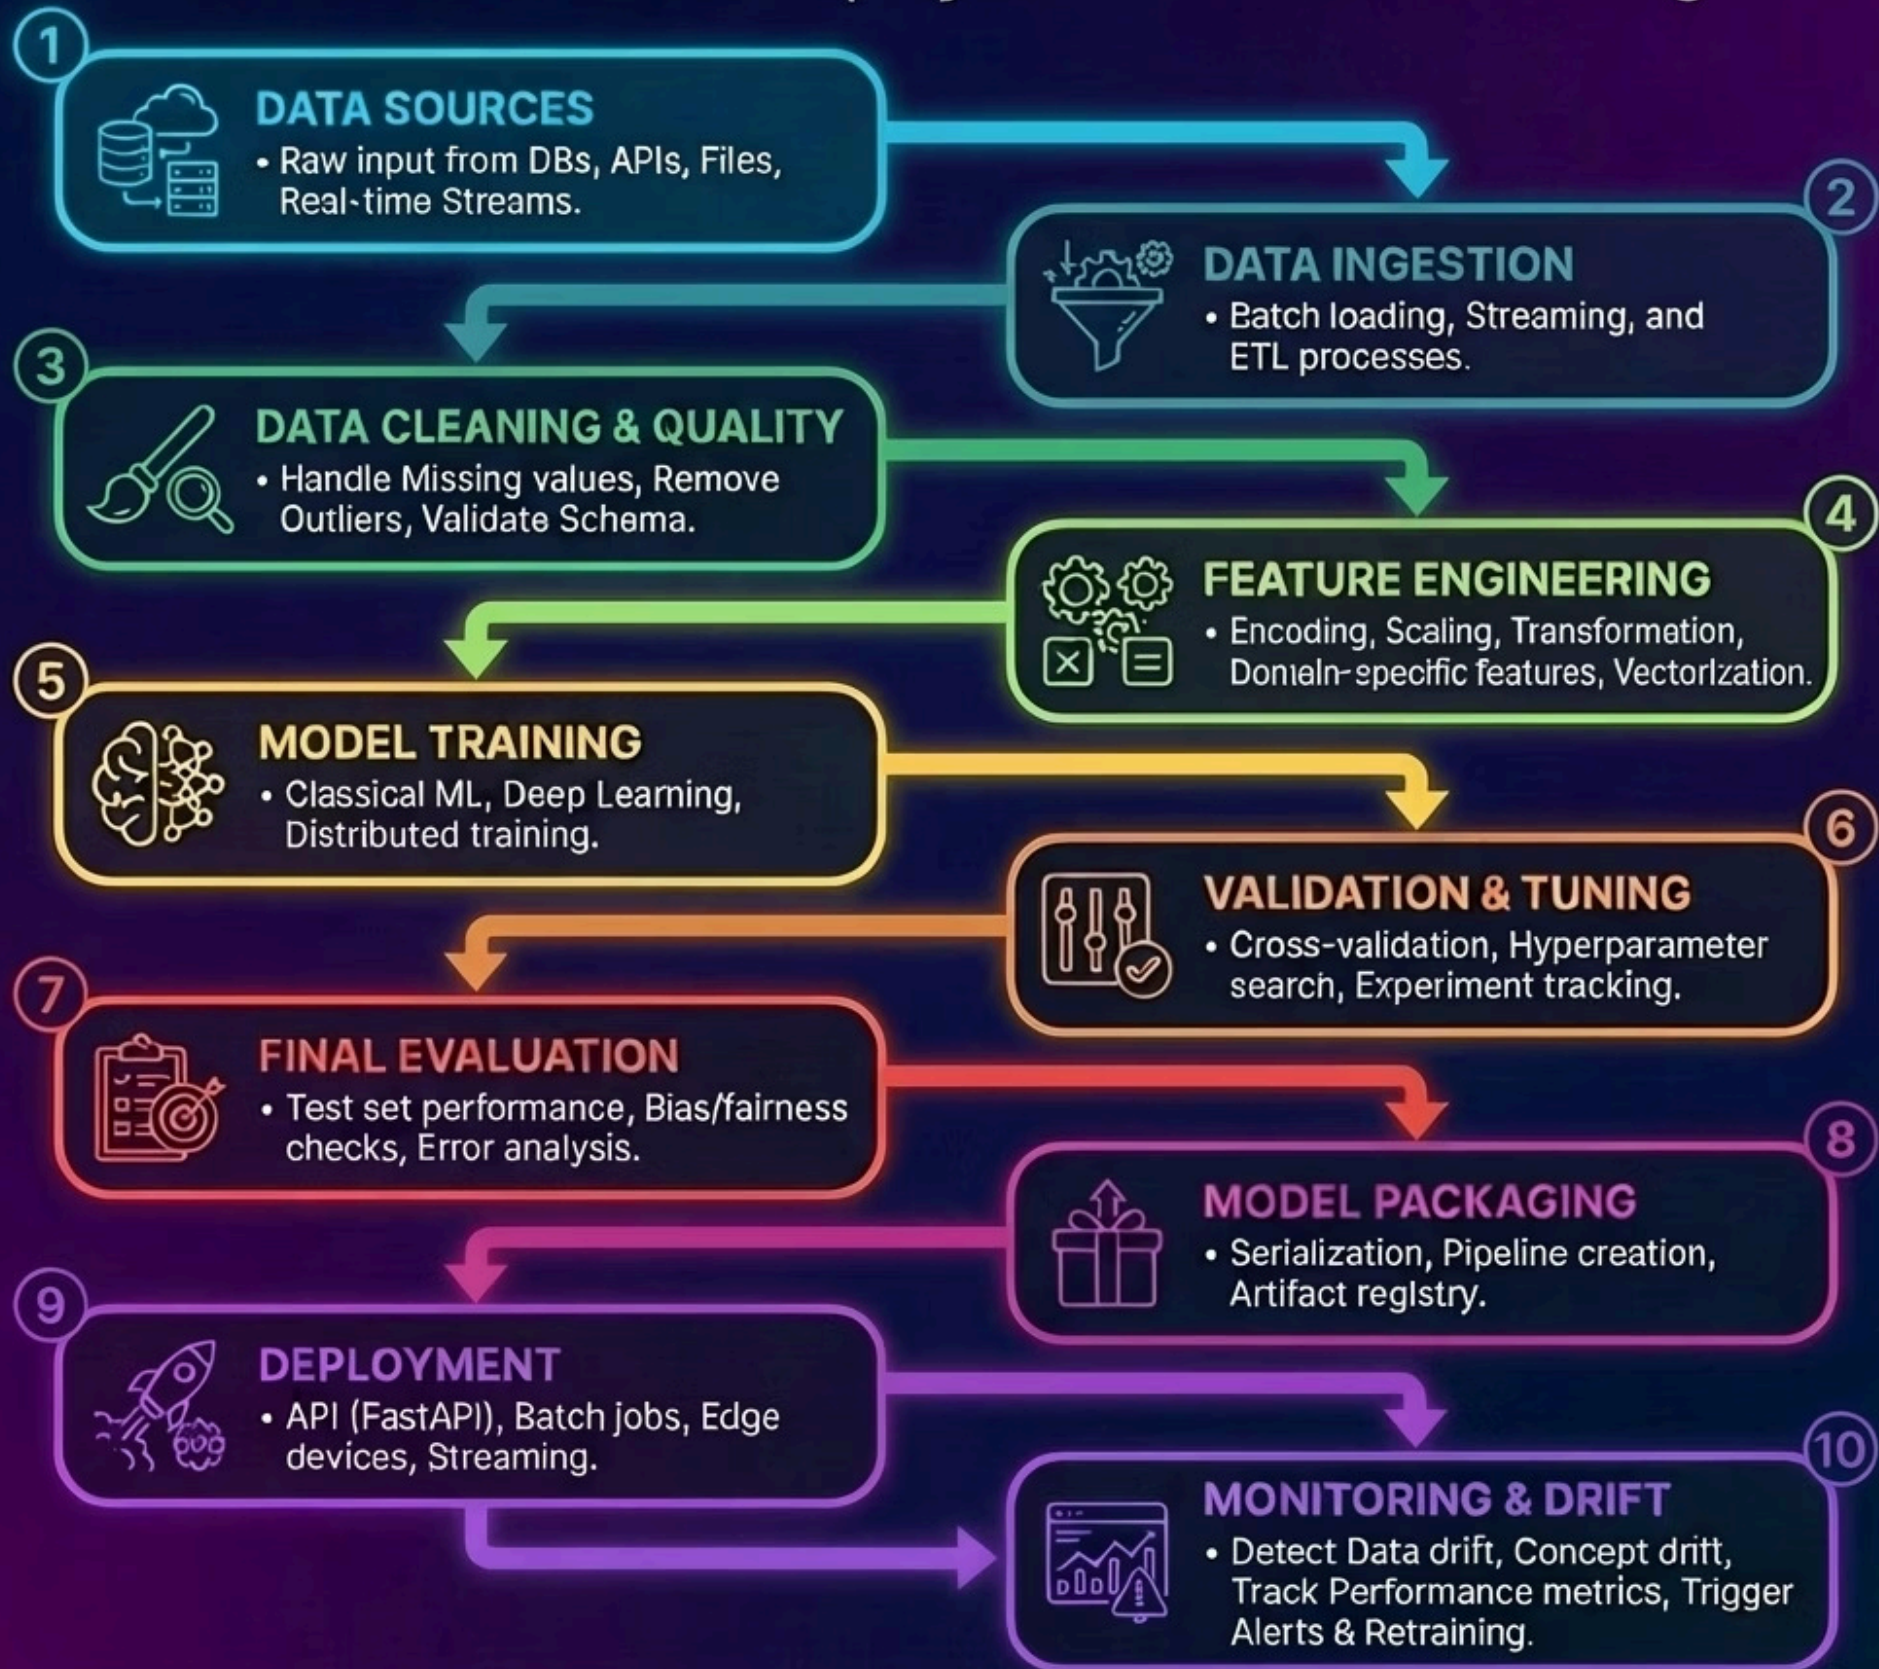 1
DATA SOURCES
• Raw input from DBs, APIs, Files,
Real-time Streams.
2
DATA INGESTION
• Batch loading, Streaming, and
ETL processes.
3
DATA CLEANING & QUALITY
• Handle Missing values, Remove
Outliers, Validate Schema.
4
FEATURE ENGINEERING
• Encoding, Scaling, Transformetion,
Domeln-specific features, Vectorlzation.
5
MODEL TRAINING
• Classical ML, Deep Learning,
Distributed training.
6
VALIDATION & TUNING
• Cross-validation, Hyperparameter
search, Experiment tracking.
7
FINAL EVALUATION
• Test set performance, Bias/fairness
checks, Error analysis.
8
MODEL PACKAGING
• Serialization, Pipeline creation,
Artifact reglstry.
9
DEPLOYMENT
• API (FastAPI), Batch jobs, Edge
devices, Streaming.
10
MONITORING & DRIFT
• Detect Data drift, Concept dritt,
Track Performance metrics, Trigger
Alerts & Retraining.